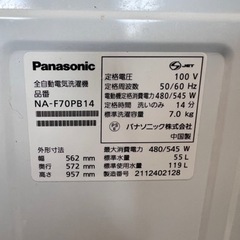 Panasonic
全自動電気洗濯機
NA-F70PB14
外形寸法
幅 562 mm
奥行 572 mm
高さ 957 mm
JET
定格電圧 100 V
定格周波数 50/60 Hz
電動機定格消費電力 480/545 W
定格時間 洗いのみ 14 分
標準洗濯容量 7.0 kg
パナソニック株式会社
中国製
最大消費電力 480/545 W
標準水量 55 L
標準使用水量 119 L
製造番号 2112402128